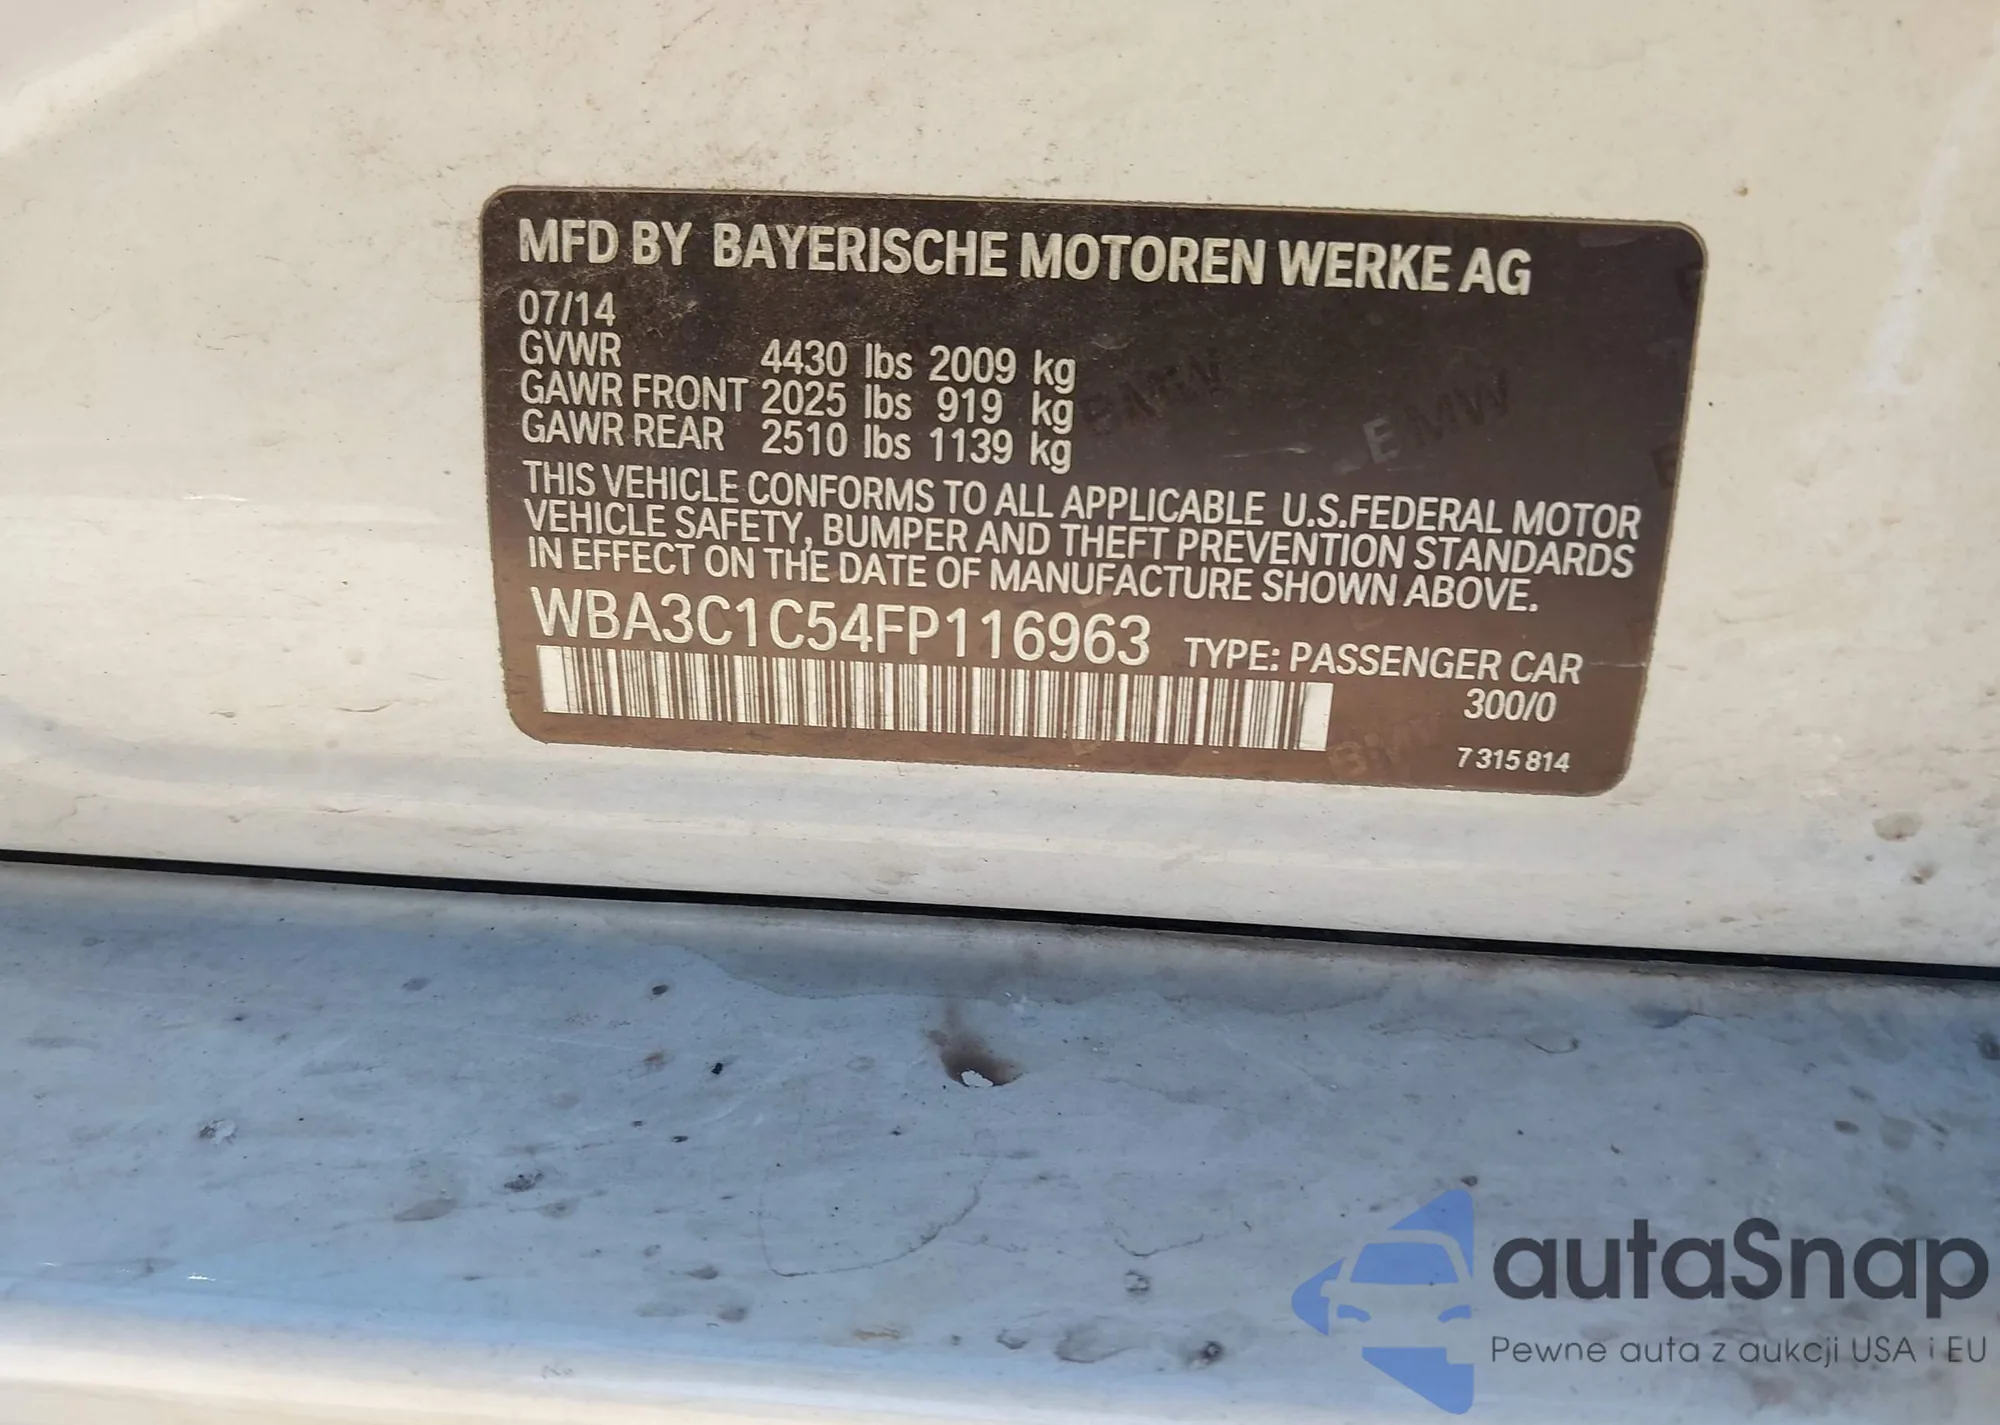 MFD BY BAYERISCHE MOTOREN WERKE AG
07/14
GVWR 4430 lbs 2009 kg
GAWR FRONT 2025 lbs 919 kg
GAWR REAR 2510 lbs 1139 kg
THIS VEHICLE CONFORMS TO ALL APPLICABLE U.S.FEDERAL MOTOR
VEHICLE SAFETY, BUMPER AND THEFT PREVENTION STANDARDS
IN EFFECT ON THE DATE OF MANUFACTURE SHOWN ABOVE.
WBA3C1C54FP116963 TYPE: PASSENGER CAR
300/0
7 315 814
BMW
BMW
BMW
autaSnap
Pewne auta z aukcji USA i EU